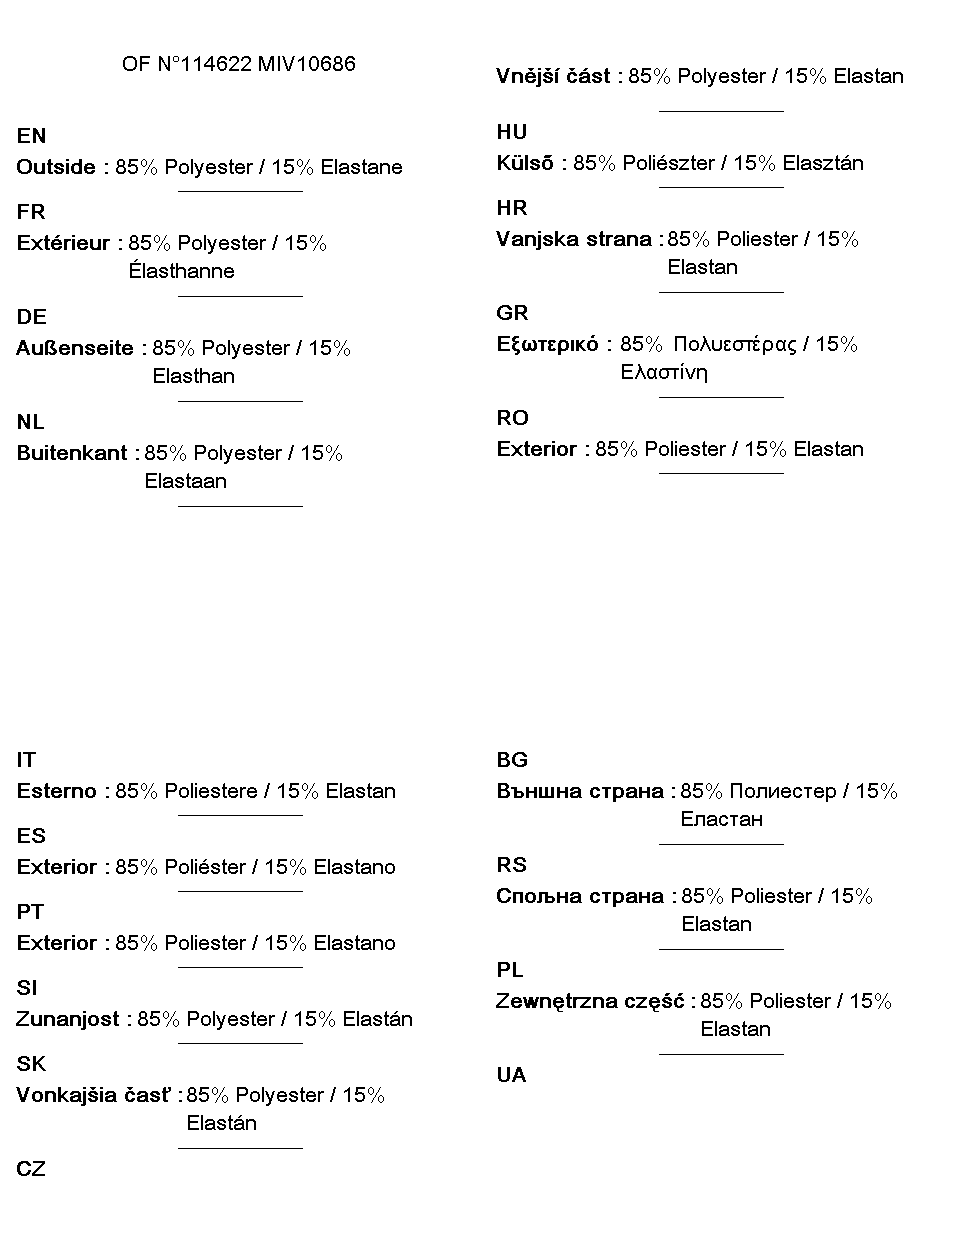 OF N°114622 MIV10686
EN
Outside : 85% Polyester / 15% Elastane
FR
Extérieur : 85% Polyester / 15%
Élasthanne
DE
Außenseite : 85% Polyester / 15%
Elasthan
NL
Buitenkant : 85% Polyester / 15%
Elastaan
IT
Esterno : 85% Poliestere / 15% Elastan
ES
Exterior : 85% Poliéster / 15% Elastano
PT
Exterior : 85% Poliester / 15% Elastano
SI
Zunanjost : 85% Polyester / 15% Elastán
SK
Vonkajšia časť : 85% Polyester / 15%
Elastán
CZ
Vnější část : 85% Polyester / 15% Elastan
HU
Külső : 85% Poliészter / 15% Elasztán
HR
Vanjska strana : 85% Poliester / 15%
Elastan
GR
Εξωτερικό : 85% Πολυεστέρας / 15%
Ελαστίνη
RO
Exterior : 85% Poliester / 15% Elastan
BG
Външна страна : 85% Полиестер / 15%
Еластан
RS
Спољна страна : 85% Poliester / 15%
Elastan
PL
Zewnętrzna część : 85% Poliester / 15%
Elastan
UA